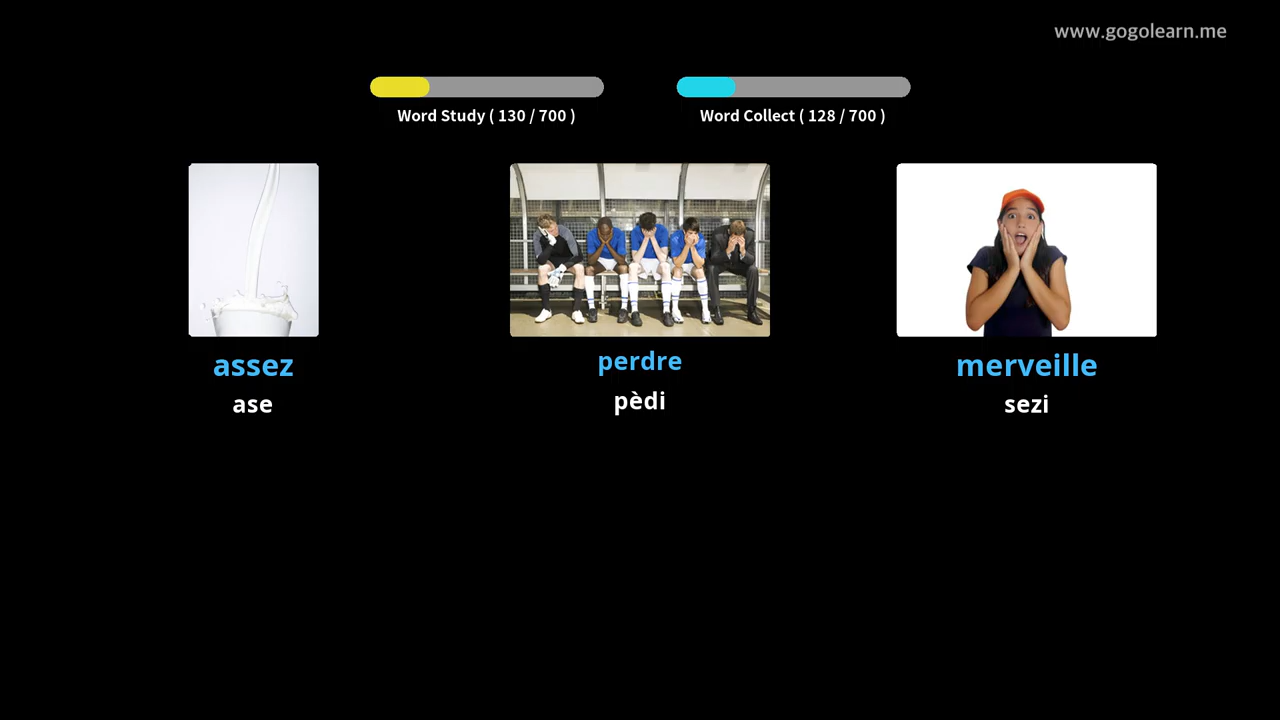 www.gogolearn.me
Word Study ( 130 / 700 )
Word Collect ( 128 / 700 )
assez
ase
perdre
pèdi
merveille
sezi